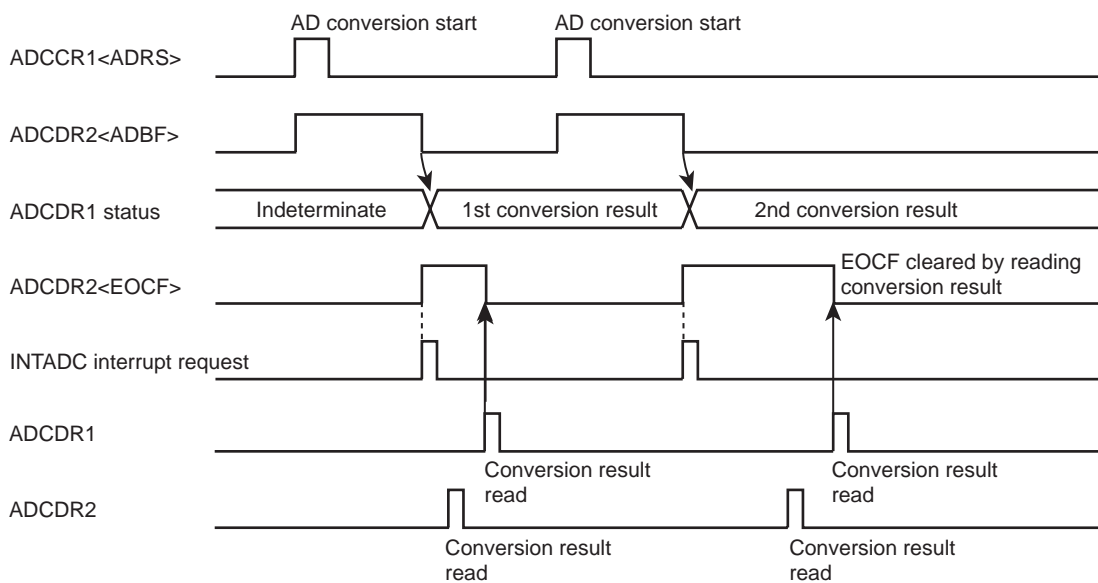 AD conversion start
AD conversion start
ADCCR1<ADRS>
ADCDR2<ADBF>
ADCDR1 status
Indeterminate
1st conversion result
2nd conversion result
EOCF cleared by reading
conversion result
ADCDR2<EOCF>
INTADC interrupt request
ADCDR1
Conversion result
read
Conversion result
read
ADCDR2
Conversion result
read
Conversion result
read